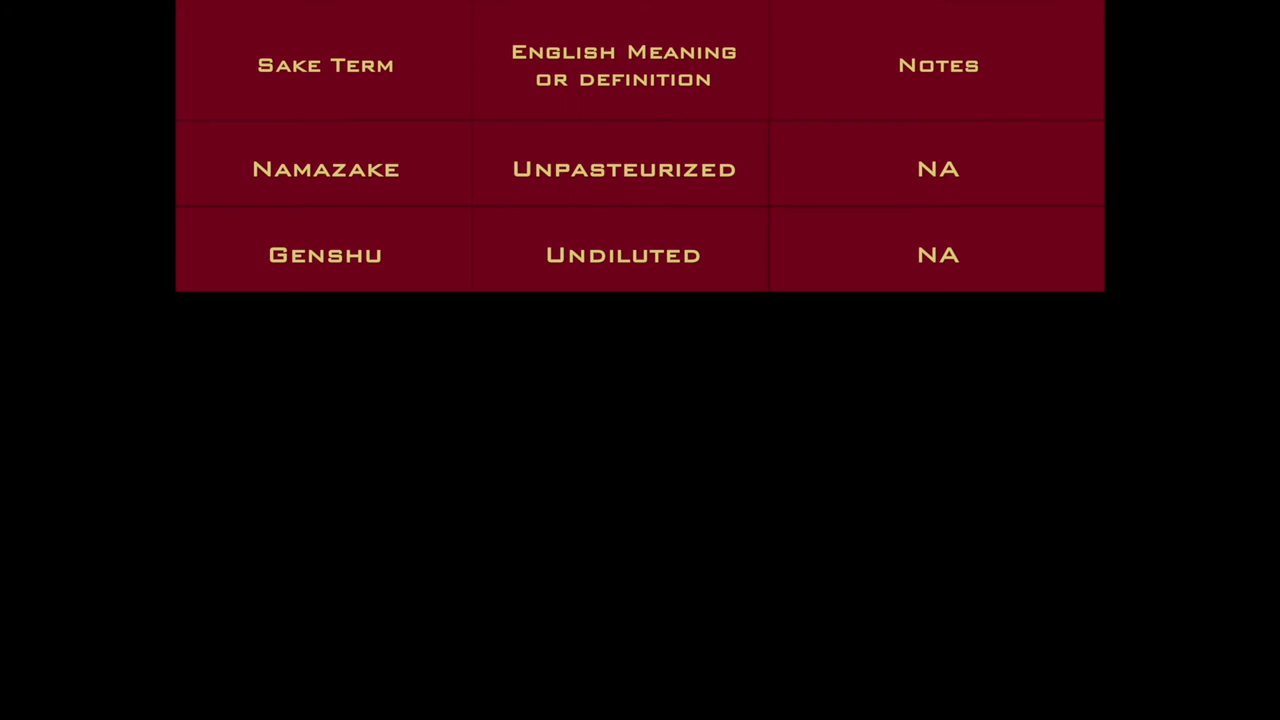 Sake Term
English Meaning
or definition
Notes
Namazake
Unpasteurized
NA
Genshu
Undiluted
NA